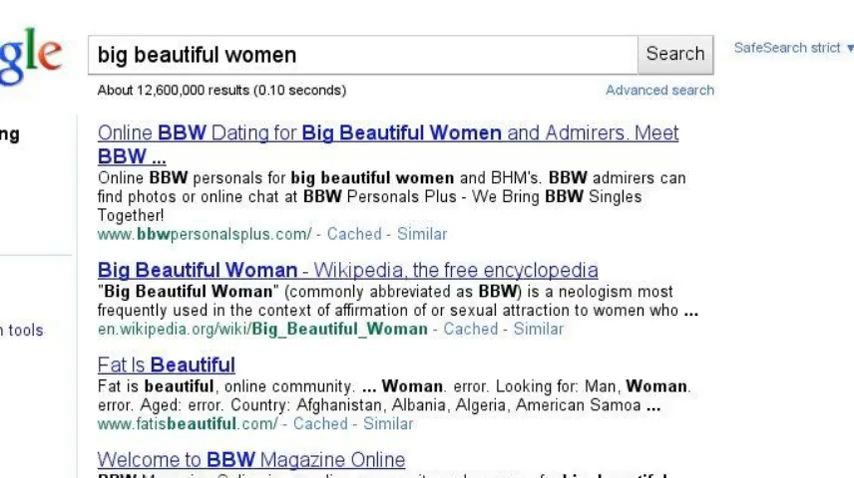 gle
big beautiful women
Search
SafeSearch strict ▼
About 12,600,000 results (0.10 seconds)
Advanced search
ng
Online BBW Dating for Big Beautiful Women and Admirers. Meet
BBW ...
Online BBW personals for big beautiful women and BHM's. BBW admirers can
find photos or online chat at BBW Personals Plus - We Bring BBW Singles
Together!
www.bbwpersonalsplus.com/ - Cached - Similar
Big Beautiful Woman - Wikipedia, the free encyclopedia
"Big Beautiful Woman" (commonly abbreviated as BBW) is a neologism most
frequently used in the context of affirmation of or sexual attraction to women who ...
en.wikipedia.org/wiki/Big_Beautiful_Woman - Cached - Similar
n tools
Fat Is Beautiful
Fat is beautiful, online community. ... Woman. error. Looking for: Man, Woman.
error. Aged: error. Country: Afghanistan, Albania, Algeria, American Samoa ...
www.fatisbeautiful.com/ - Cached - Similar
Welcome to BBW Magazine Online